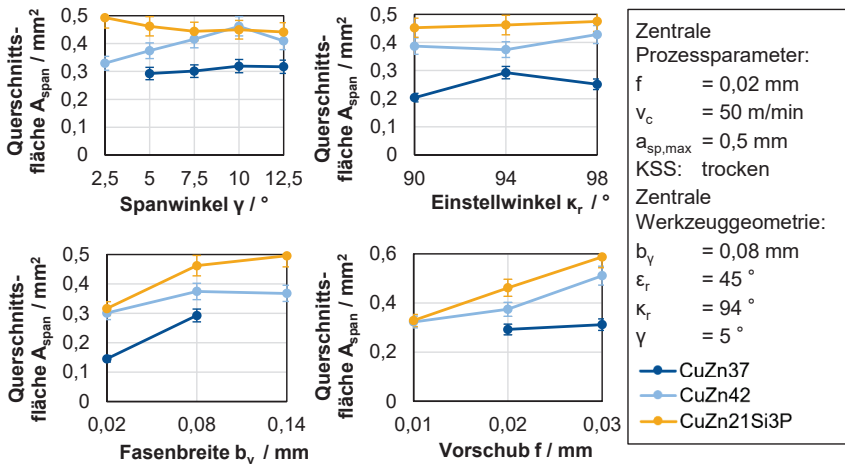 Querschnitts-
fläche Aspan / mm²
0,5
0,4
0,3
0,2
0,1
0
2,5
5
7,5
10
12,5
Spanwinkel γ / °
Querschnitts-
fläche Aspan / mm²
0,5
0,4
0,3
0,2
0,1
0
90
94
98
Einstellwinkel κr / °
Querschnitts-
fläche Aspan / mm²
0,5
0,4
0,3
0,2
0,1
0
0,02
0,08
0,14
Fasenbreite bγ / mm
Querschnitts-
fläche Aspan / mm²
0,6
0,4
0,2
0
0,01
0,02
0,03
Vorschub f / mm
Zentrale
Prozessparameter:
f = 0,02 mm
vc = 50 m/min
asp,max = 0,5 mm
KSS: trocken
Zentrale
Werkzeuggeometrie:
bγ = 0,08 mm
εr = 45 °
κr = 94 °
γ = 5 °
CuZn37
CuZn42
CuZn21Si3P